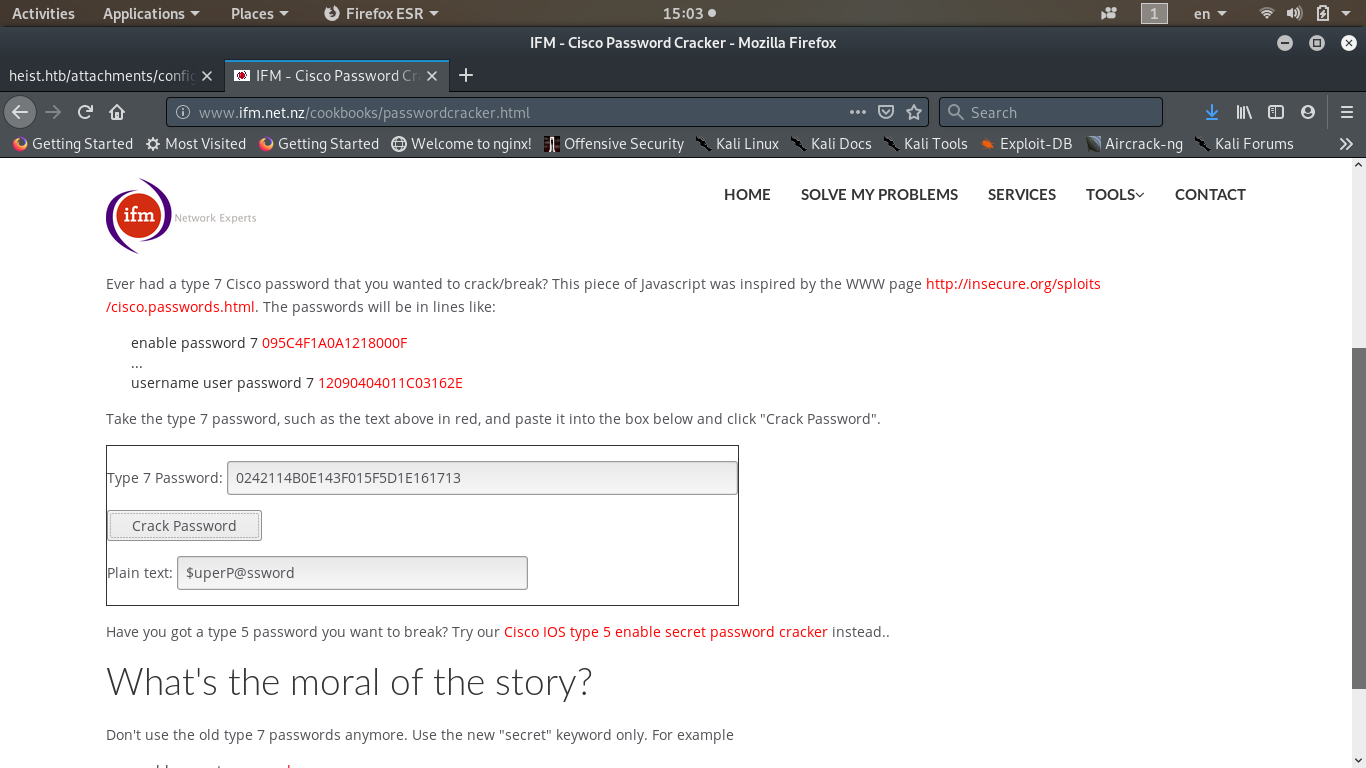 Activities Applications Places Firefox ESR 15:03 1 en
IFM - Cisco Password Cracker - Mozilla Firefox
heist.htb/attachments/config IFM - Cisco Password Cr
www.ifm.net.nz/cookbooks/passwordcracker.html Search
Getting Started Most Visited Getting Started Welcome to nginx! Offensive Security Kali Linux Kali Docs Kali Tools Exploit-DB Aircrack-ng Kali Forums
HOME SOLVE MY PROBLEMS SERVICES TOOLS CONTACT
ifm Network Experts
Ever had a type 7 Cisco password that you wanted to crack/break? This piece of Javascript was inspired by the WWW page http://insecure.org/sploits
/cisco.passwords.html. The passwords will be in lines like:
enable password 7 095C4F1A0A1218000F
...
username user password 7 12090404011C03162E
Take the type 7 password, such as the text above in red, and paste it into the box below and click "Crack Password".
Type 7 Password: 0242114B0E143F015F5D1E161713
Crack Password
Plain text: $uperP@ssword
Have you got a type 5 password you want to break? Try our Cisco IOS type 5 enable secret password cracker instead..
What's the moral of the story?
Don't use the old type 7 passwords anymore. Use the new "secret" keyword only. For example